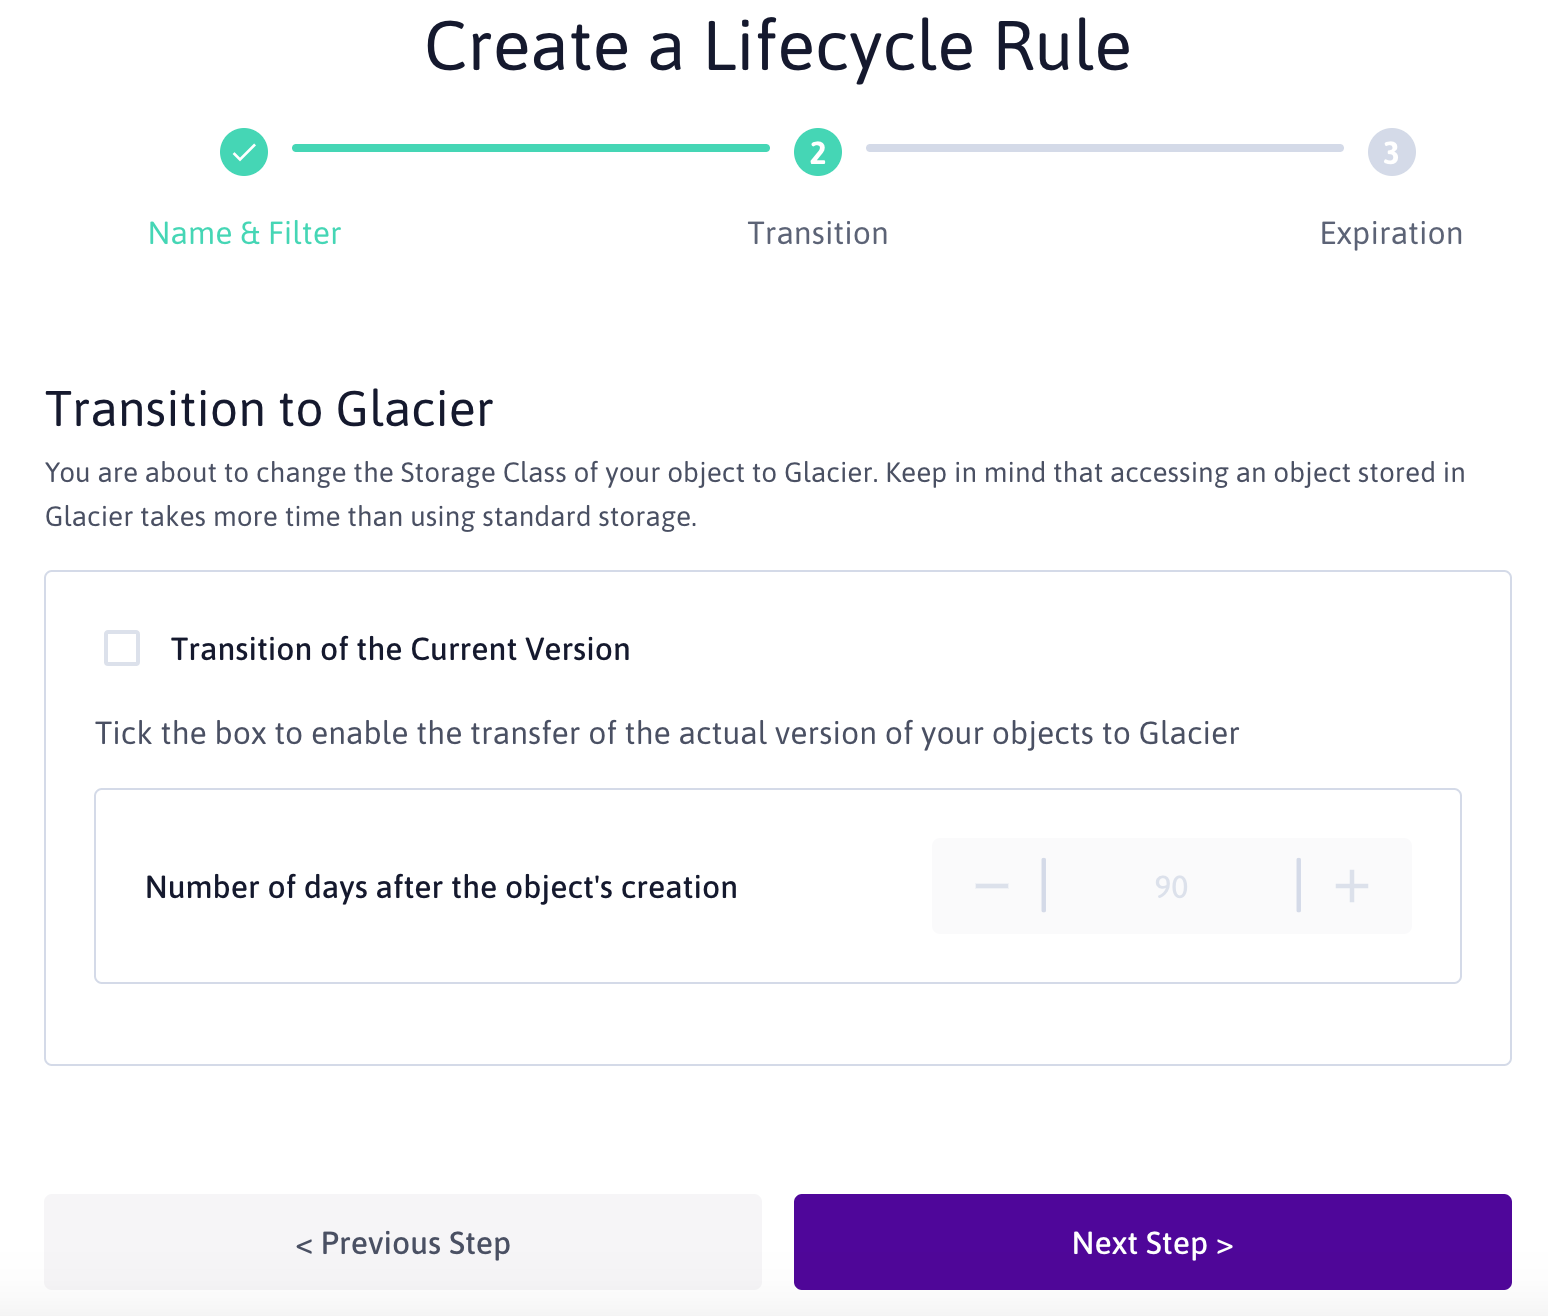 Create a Lifecycle Rule
2
3
Name & Filter
Transition
Expiration
Transition to Glacier
You are about to change the Storage Class of your object to Glacier. Keep in mind that accessing an object stored in
Glacier takes more time than using standard storage.
Transition of the Current Version
Tick the box to enable the transfer of the actual version of your objects to Glacier
Number of days after the object's creation
90
< Previous Step
Next Step >